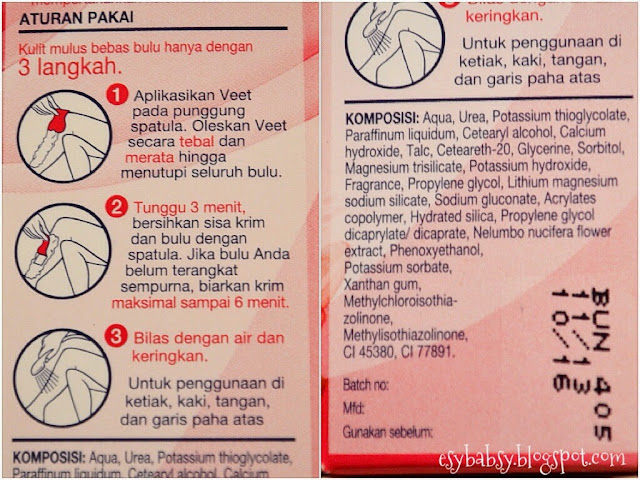 ATURAN PAKAI
Kulit mulus bebas bulu hanya dengan
3 langkah.
1 Aplikasikan Veet
pada punggung
spatula. Oleskan Veet
secara tebal dan
merata hingga
menutupi seluruh bulu.
2 Tunggu 3 menit,
bersihkan sisa krim
dan bulu dengan
spatula. Jika bulu Anda
belum terangkat
sempurna, biarkan krim
maksimal sampai 6 menit.
3 Bilas dengan air dan
keringkan.
Untuk penggunaan di
ketiak, kaki, tangan,
dan garis paha atas
KOMPOSISI: Aqua, Urea, Potassium thioglycolate,
Paraffinum liquidum, Cetearyl alcohol, Calcium
keringkan.
Untuk penggunaan di
ketiak, kaki, tangan,
dan garis paha atas
KOMPOSISI: Aqua, Urea, Potassium thioglycolate,
Paraffinum liquidum, Cetearyl alcohol, Calcium
hydroxide, Talc, Ceteareth-20, Glycerine, Sorbitol,
Magnesium trisilicate, Potassium hydroxide,
Fragrance, Propylene glycol, Lithium magnesium
sodium silicate, Sodium gluconate, Acrylates
copolymer, Hydrated silica, Propylene glycol
dicaprylate/ dicaprate, Nelumbo nucifera flower
extract, Phenoxyethanol,
Potassium sorbate,
Xanthan gum,
Methylchloroisothia-
zolinone,
Methylisothiazolinone,
CI 45380, CI 77891.
Batch no:
Mfd:
Gunakan sebelum:
BUN 405
11/13
10/16
esybabsy.blogspot.com